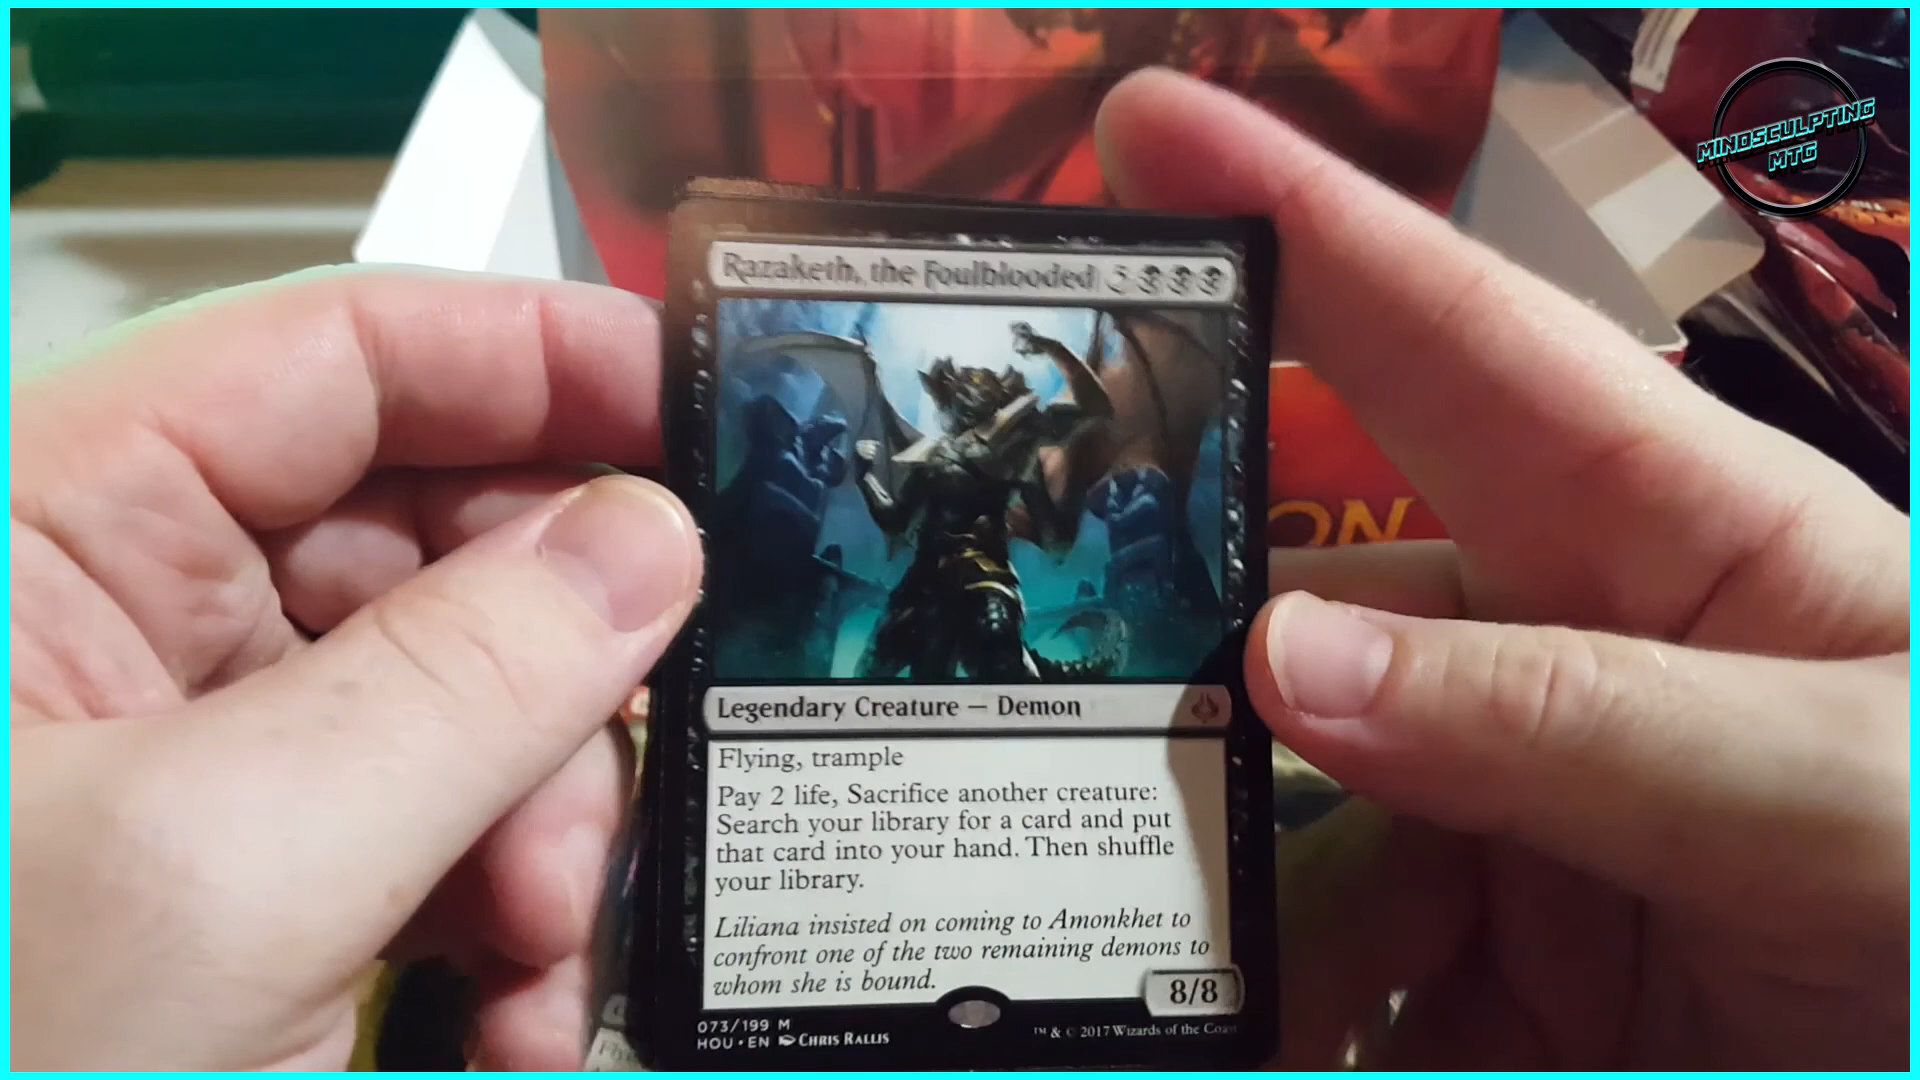 MINDSCULPTING
MTG
Razaketh, the Foulblooded 5
ON
Legendary Creature — Demon
Flying, trample
Pay 2 life, Sacrifice another creature:
Search your library for a card and put
that card into your hand. Then shuffle
your library.
Liliana insisted on coming to Amonkhet to
confront one of the two remaining demons to
whom she is bound.
8/8
073/199 M
HOU • EN Chris Rallis
™ & © 2017 Wizards of the Coast